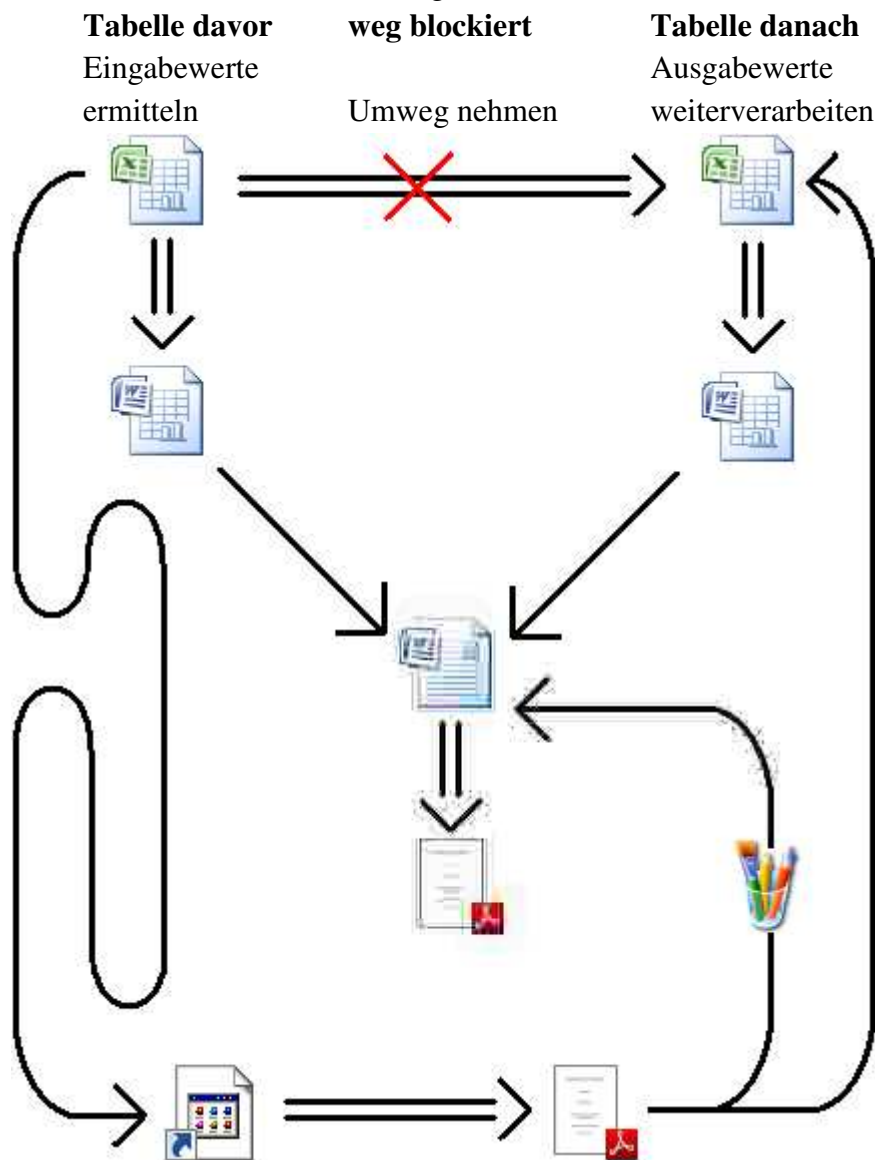 Tabelle davor weg blockiert Tabelle danach
Eingabewerte Ausgabewerte
ermitteln Umweg nehmen weiterverarbeiten